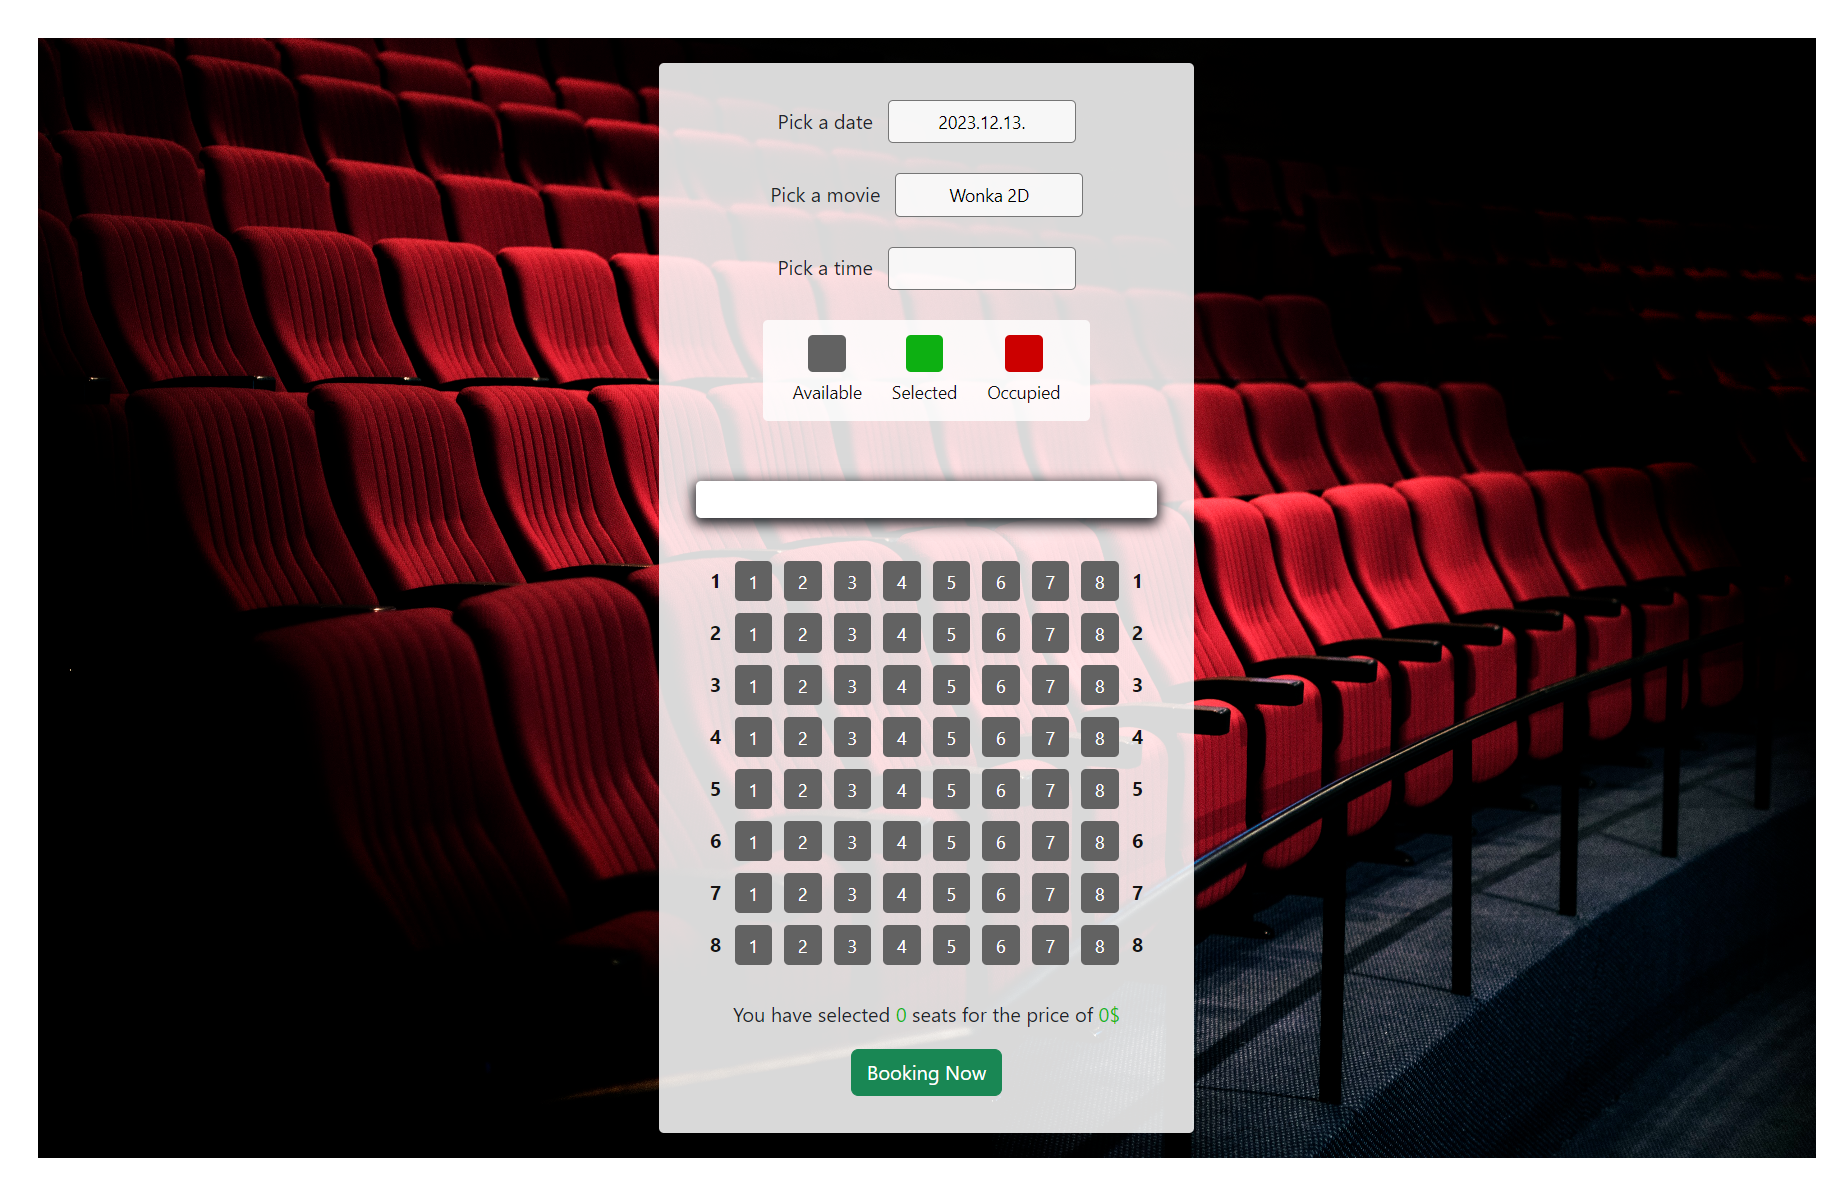 Pick a date 2023.12.13.
Pick a movie Wonka 2D
Pick a time
Available Selected Occupied
1 1 2 3 4 5 6 7 8 1
2 1 2 3 4 5 6 7 8 2
3 1 2 3 4 5 6 7 8 3
4 1 2 3 4 5 6 7 8 4
5 1 2 3 4 5 6 7 8 5
6 1 2 3 4 5 6 7 8 6
7 1 2 3 4 5 6 7 8 7
8 1 2 3 4 5 6 7 8 8
You have selected 0 seats for the price of 0$
Booking Now